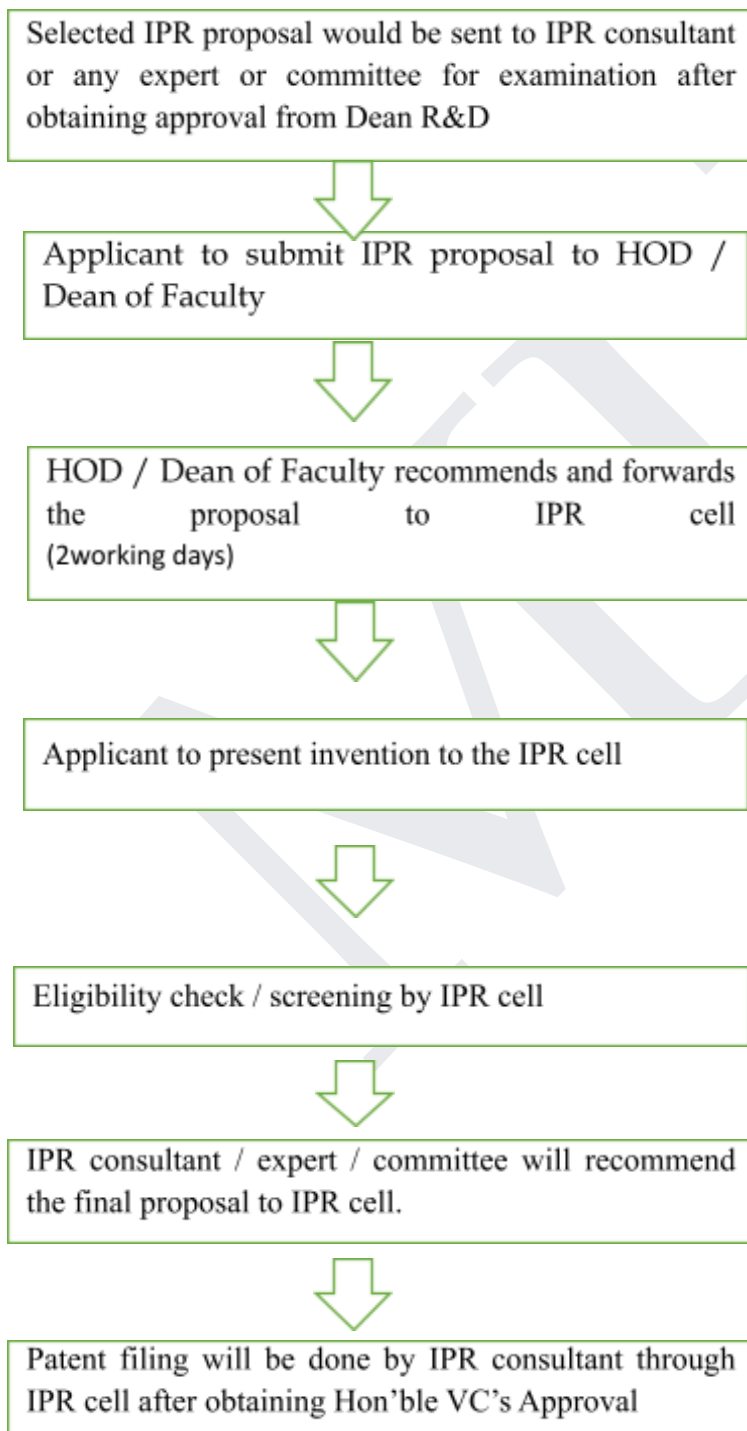 Selected IPR proposal would be sent to IPR consultant
or any expert or committee for examination after
obtaining approval from Dean R&D
Applicant to submit IPR proposal to HOD /
Dean of Faculty
HOD / Dean of Faculty recommends and forwards
the proposal to IPR cell
(2working days)
Applicant to present invention to the IPR cell
Eligibility check / screening by IPR cell
IPR consultant / expert / committee will recommend
the final proposal to IPR cell.
Patent filing will be done by IPR consultant through
IPR cell after obtaining Hon’ble VC’s Approval